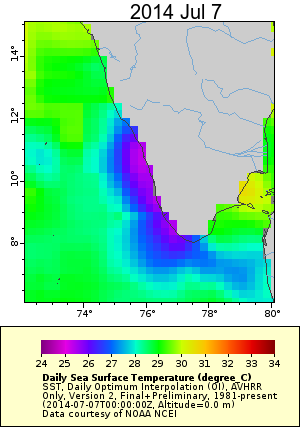 2014 Jul 7
14°
12°
10°
8°
74°
76°
78°
80°
24 25 26 27 28 29 30 31 32 33 34
Daily Sea Surface Temperature (degree_C)
SST, Daily Optimum Interpolation (OI), AVHRR
Only, Version 2, Final+Preliminary, 1981-present
(2014-07-07T00:00:00Z, Altitude=0.0 m)
Data courtesy of NOAA NCEI